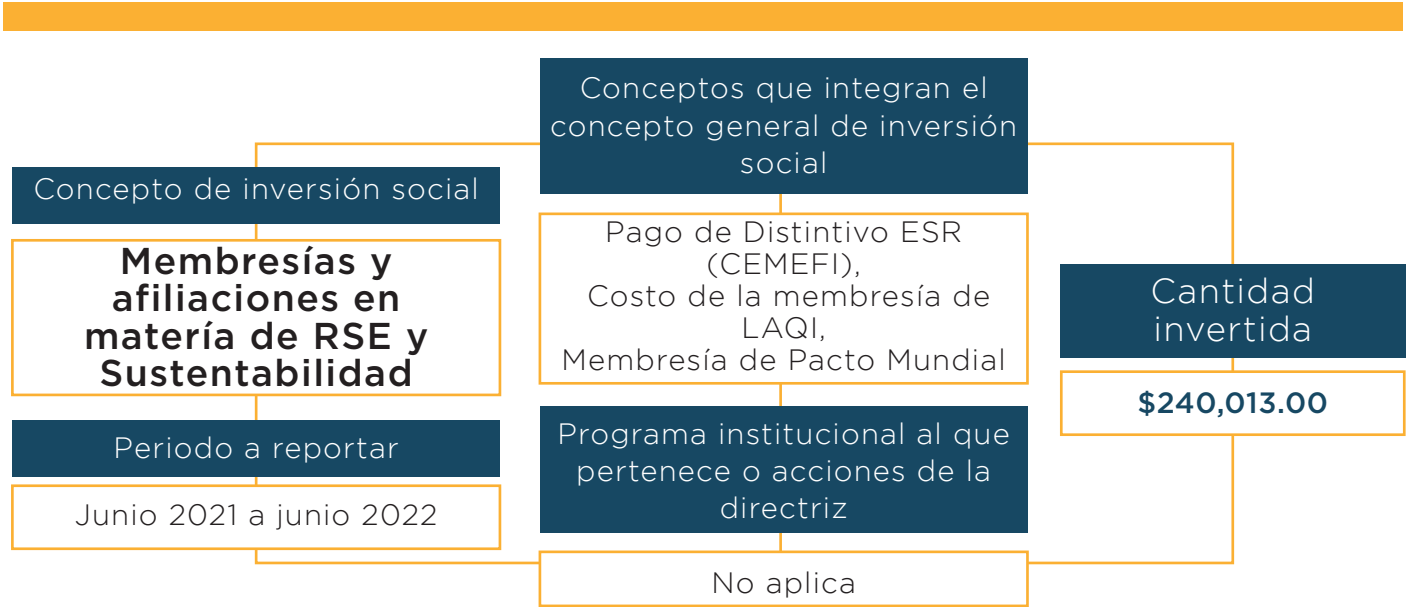 Concepto de inversión social
Membresías y
afiliaciones en
matería de RSE y
Sustentabilidad
Periodo a reportar
Junio 2021 a junio 2022
Conceptos que integran el
concepto general de inversión
social
Pago de Distintivo ESR
(CEMEFI),
Costo de la membresía de
LAQI,
Membresía de Pacto Mundial
Programa institucional al que
pertenece o acciones de la
directriz
No aplica
Cantidad
invertida
$240,013.00